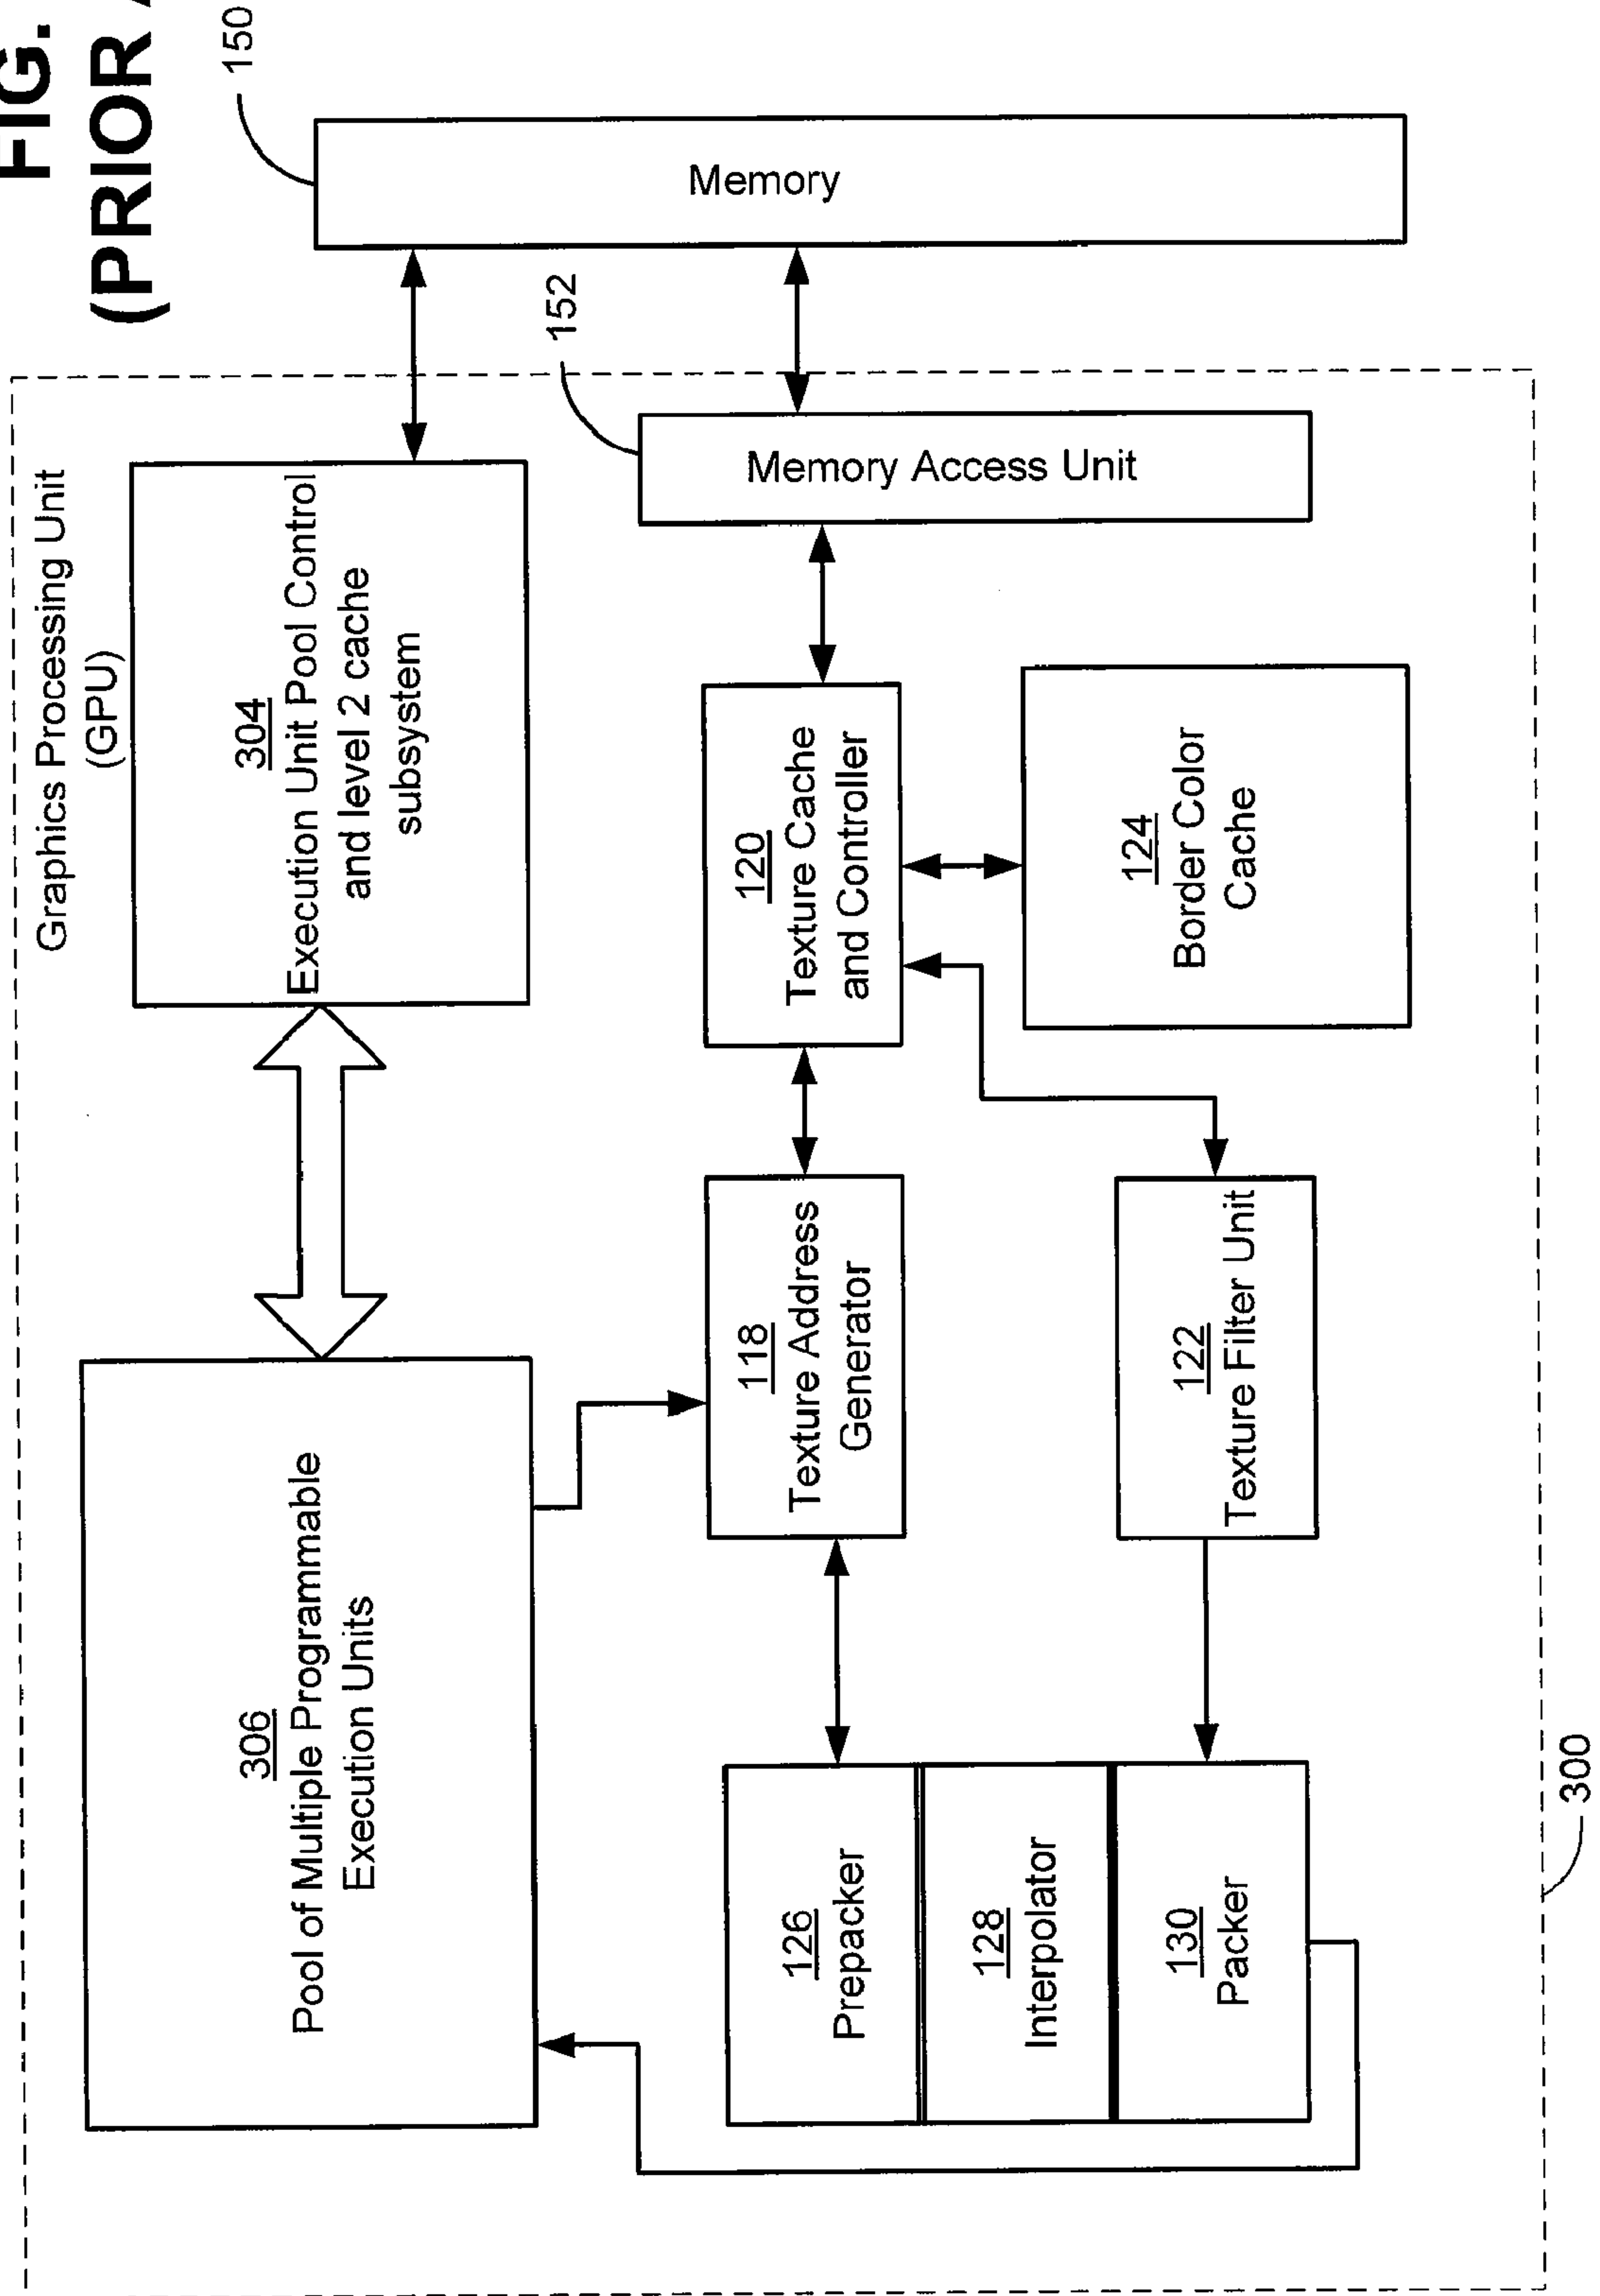 FIG.
(PRIOR A
150
Memory
152
Memory Access Unit
Graphics Processing Unit
(GPU)
304
Execution Unit Pool Control
and level 2 cache
subsystem
120
Texture Cache
and Controller
124
Border Color
Cache
306
Pool of Multiple Programmable
Execution Units
118
Texture Address
Generator
122
Texture Filter Unit
126
Prepacker
128
Interpolator
130
Packer
300